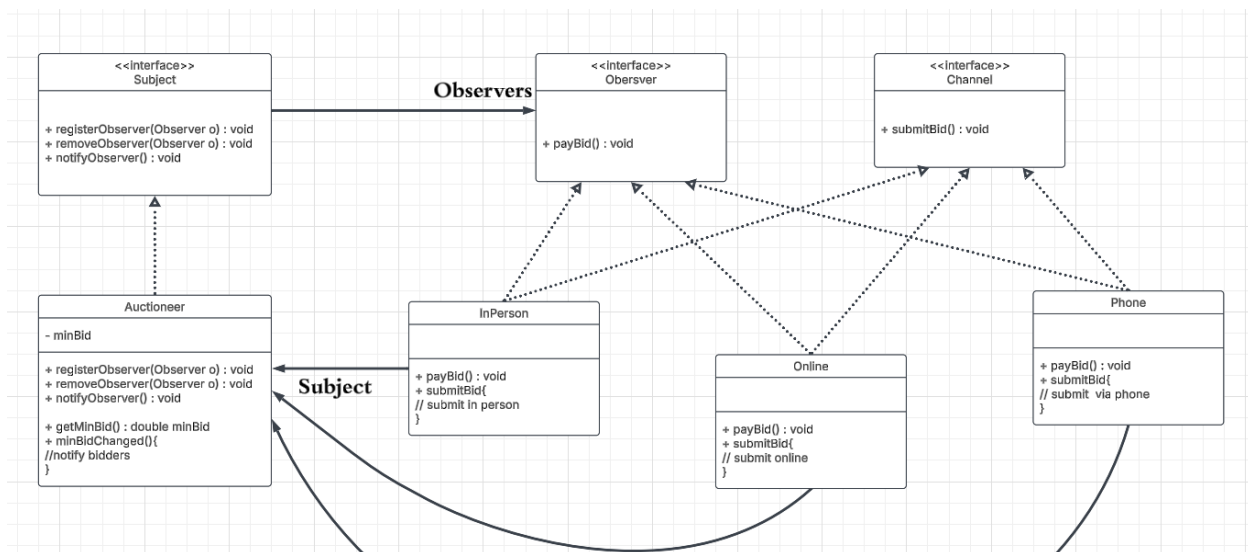 <<interface>>
Subject
+ registerObserver(Observer o) : void
+ removeObserver(Observer o) : void
+ notifyObserver() : void
Observers
<<interface>>
Obersver
+ payBid() : void
<<interface>>
Channel
+ submitBid() : void
Auctioneer
- minBid
+ registerObserver(Observer o) : void
+ removeObserver(Observer o) : void
+ notifyObserver() : void
+ getMinBid() : double minBid
+ minBidChanged(){
//notify bidders
}
Subject
InPerson
+ payBid() : void
+ submitBid{
// submit in person
}
Online
+ payBid() : void
+ submitBid{
// submit online
}
Phone
+ payBid() : void
+ submitBid{
// submit via phone
}